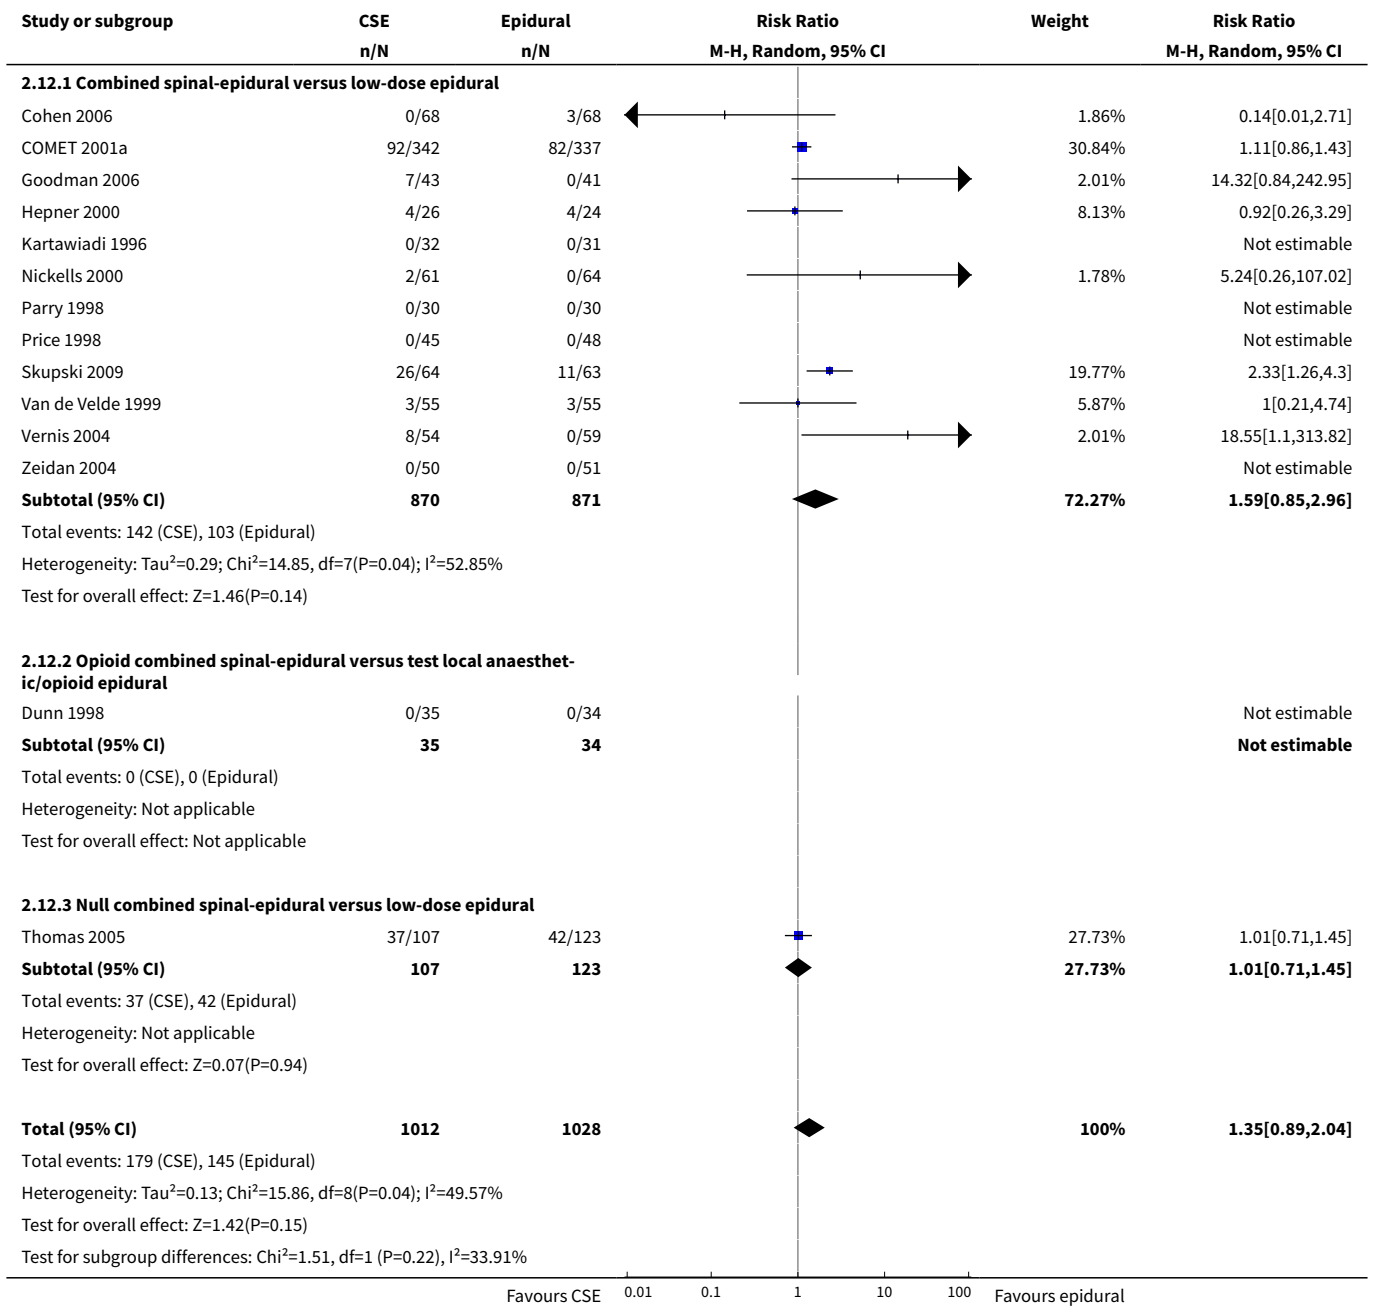 Study or subgroup CSE Epidural Risk Ratio Weight Risk Ratio
n/N n/N M-H, Random, 95% CI M-H, Random, 95% CI
2.12.1 Combined spinal-epidural versus low-dose epidural
Cohen 2006 0/68 3/68 1.86% 0.14[0.01,2.71]
COMET 2001a 92/342 82/337 30.84% 1.11[0.86,1.43]
Goodman 2006 7/43 0/41 2.01% 14.32[0.84,242.95]
Hepner 2000 4/26 4/24 8.13% 0.92[0.26,3.29]
Kartawiadi 1996 0/32 0/31 Not estimable
Nickells 2000 2/61 0/64 1.78% 5.24[0.26,107.02]
Parry 1998 0/30 0/30 Not estimable
Price 1998 0/45 0/48 Not estimable
Skupski 2009 26/64 11/63 19.77% 2.33[1.26,4.3]
Van de Velde 1999 3/55 3/55 5.87% 1[0.21,4.74]
Vernis 2004 8/54 0/59 2.01% 18.55[1.1,313.82]
Zeidan 2004 0/50 0/51 Not estimable
Subtotal (95% CI) 870 871 72.27% 1.59[0.85,2.96]
Total events: 142 (CSE), 103 (Epidural)
Heterogeneity: Tau²=0.29; Chi²=14.85, df=7(P=0.04); I²=52.85%
Test for overall effect: Z=1.46(P=0.14)
2.12.2 Opioid combined spinal-epidural versus test local anaesthet-
ic/opioid epidural
Dunn 1998 0/35 0/34 Not estimable
Subtotal (95% CI) 35 34 Not estimable
Total events: 0 (CSE), 0 (Epidural)
Heterogeneity: Not applicable
Test for overall effect: Not applicable
2.12.3 Null combined spinal-epidural versus low-dose epidural
Thomas 2005 37/107 42/123 27.73% 1.01[0.71,1.45]
Subtotal (95% CI) 107 123 27.73% 1.01[0.71,1.45]
Total events: 37 (CSE), 42 (Epidural)
Heterogeneity: Not applicable
Test for overall effect: Z=0.07(P=0.94)
Total (95% CI) 1012 1028 100% 1.35[0.89,2.04]
Total events: 179 (CSE), 145 (Epidural)
Heterogeneity: Tau²=0.13; Chi²=15.86, df=8(P=0.04); I²=49.57%
Test for overall effect: Z=1.42(P=0.15)
Test for subgroup differences: Chi²=1.51, df=1 (P=0.22), I²=33.91%
Favours CSE 0.01 0.1 1 10 100 Favours epidural